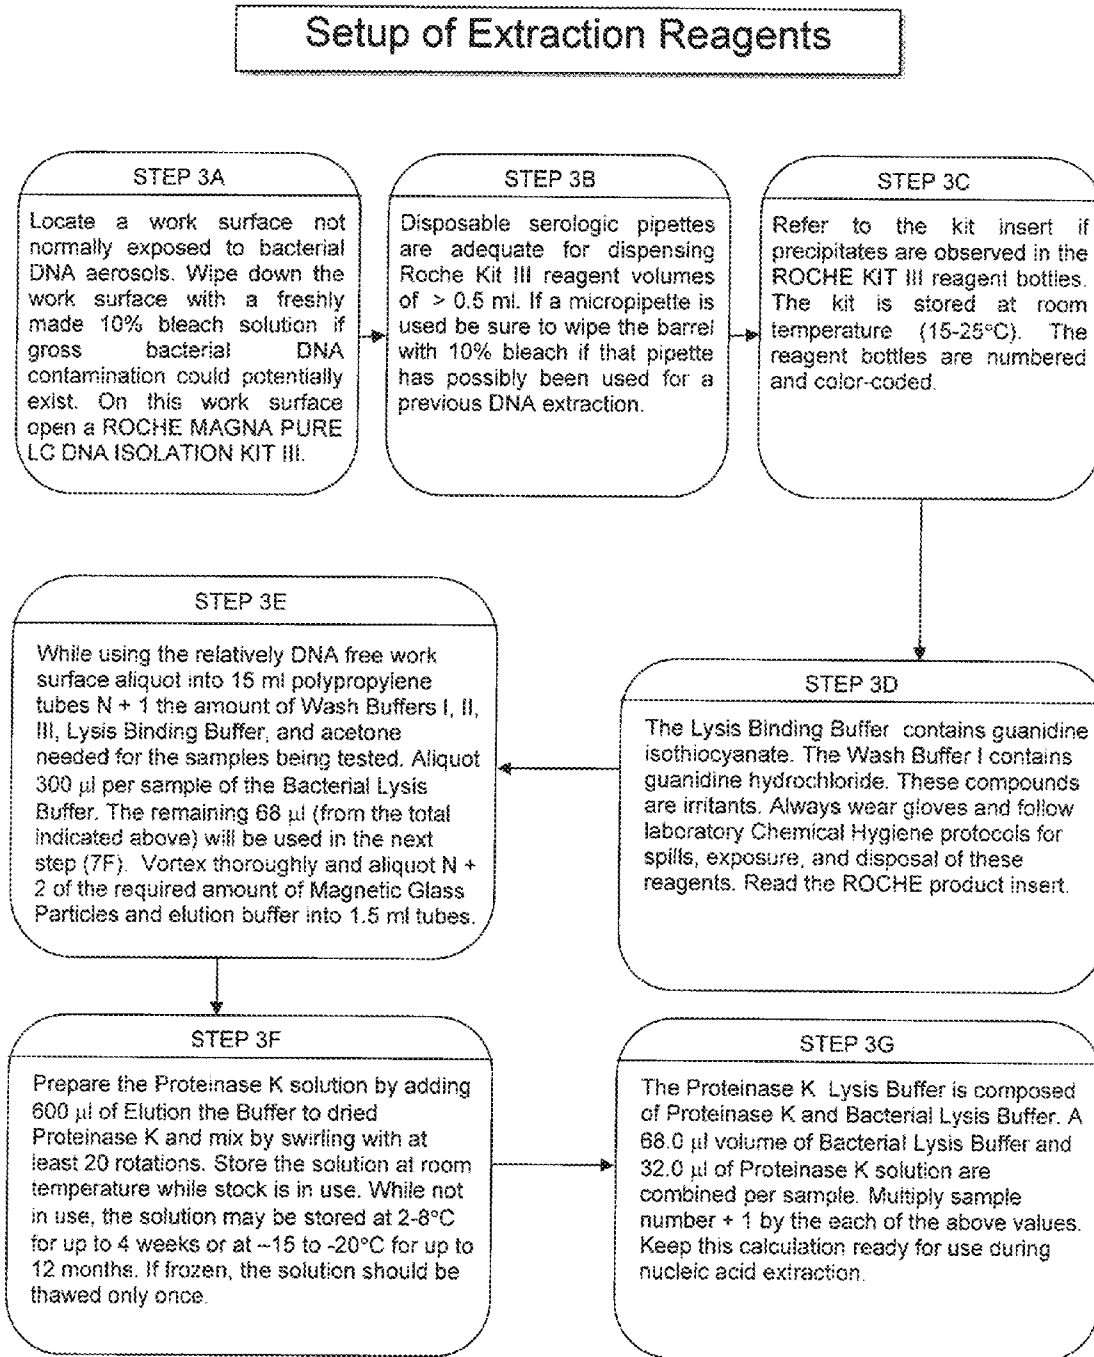 Setup of Extraction Reagents
STEP 3A
Locate a work surface not
normally exposed to bacterial
DNA aerosols. Wipe down the
work surface with a freshly
made 10% bleach solution if
gross bacterial DNA
contamination could potentially
exist. On this work surface
open a ROCHE MAGNA PURE
LC DNA ISOLATION KIT III.
STEP 3B
Disposable serologic pipettes
are adequate for dispensing
Roche Kit III reagent volumes
of > 0.5 ml. If a micropipette is
used be sure to wipe the barrel
with 10% bleach if that pipette
has possibly been used for a
previous DNA extraction.
STEP 3C
Refer to the kit insert if
precipitates are observed in the
ROCHE KIT III reagent bottles.
The kit is stored at room
temperature (15-25°C). The
reagent bottles are numbered
and color-coded.
STEP 3D
The Lysis Binding Buffer contains guanidine
isothiocyanate. The Wash Buffer I contains
guanidine hydrochloride. These compounds
are irritants. Always wear gloves and follow
laboratory Chemical Hygiene protocols for
spills, exposure, and disposal of these
reagents. Read the ROCHE product insert.
STEP 3E
While using the relatively DNA free work
surface aliquot into 15 ml polypropylene
tubes N + 1 the amount of Wash Buffers I, II,
III, Lysis Binding Buffer, and acetone
needed for the samples being tested. Aliquot
300 µl per sample of the Bacterial Lysis
Buffer. The remaining 68 µl (from the total
indicated above) will be used in the next
step (7F). Vortex thoroughly and aliquot N +
2 of the required amount of Magnetic Glass
Particles and elution buffer into 1.5 ml tubes.
STEP 3F
Prepare the Proteinase K solution by adding
600 µl of Elution the Buffer to dried
Proteinase K and mix by swirling with at
least 20 rotations. Store the solution at room
temperature while stock is in use. While not
in use, the solution may be stored at 2-8°C
for up to 4 weeks or at –15 to -20°C for up to
12 months. If frozen, the solution should be
thawed only once.
STEP 3G
The Proteinase K Lysis Buffer is composed
of Proteinase K and Bacterial Lysis Buffer. A
68.0 µl volume of Bacterial Lysis Buffer and
32.0 µl of Proteinase K solution are
combined per sample. Multiply sample
number + 1 by the each of the above values.
Keep this calculation ready for use during
nucleic acid extraction.